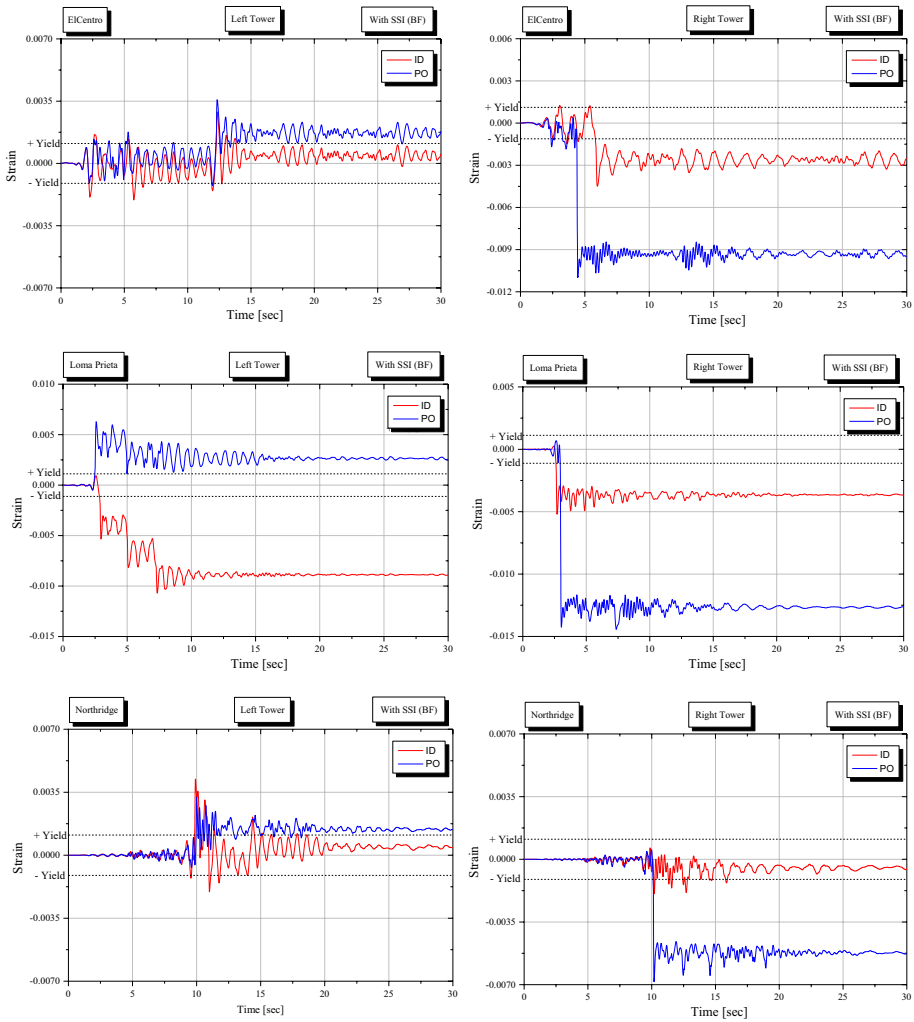 ElCentro
Left Tower
With SSI (BF)
0.0070
0.0035
0.0000
-0.0035
-0.0070
+ Yield
- Yield
Strain
ID
PO
0 5 10 15 20 25 30
Time [sec]
ElCentro
Right Tower
With SSI (BF)
0.006
0.003
0.000
-0.003
-0.006
-0.009
-0.012
+ Yield
- Yield
Strain
ID
PO
0 5 10 15 20 25 30
Time [sec]
Loma Prieta
Left Tower
With SSI (BF)
0.010
0.005
0.000
-0.005
-0.010
-0.015
+ Yield
- Yield
Strain
ID
PO
0 5 10 15 20 25 30
Time [sec]
Loma Prieta
Right Tower
With SSI (BF)
0.005
0.000
-0.005
-0.010
-0.015
+ Yield
- Yield
Strain
ID
PO
0 5 10 15 20 25 30
Time [sec]
Northridge
Left Tower
With SSI (BF)
0.0070
0.0035
0.0000
-0.0035
-0.0070
+ Yield
- Yield
Strain
ID
PO
0 5 10 15 20 25 30
Time [sec]
Northridge
Right Tower
With SSI (BF)
0.0070
0.0035
0.0000
-0.0035
-0.0070
+ Yield
- Yield
Strain
ID
PO
0 5 10 15 20 25 30
Time [sec]